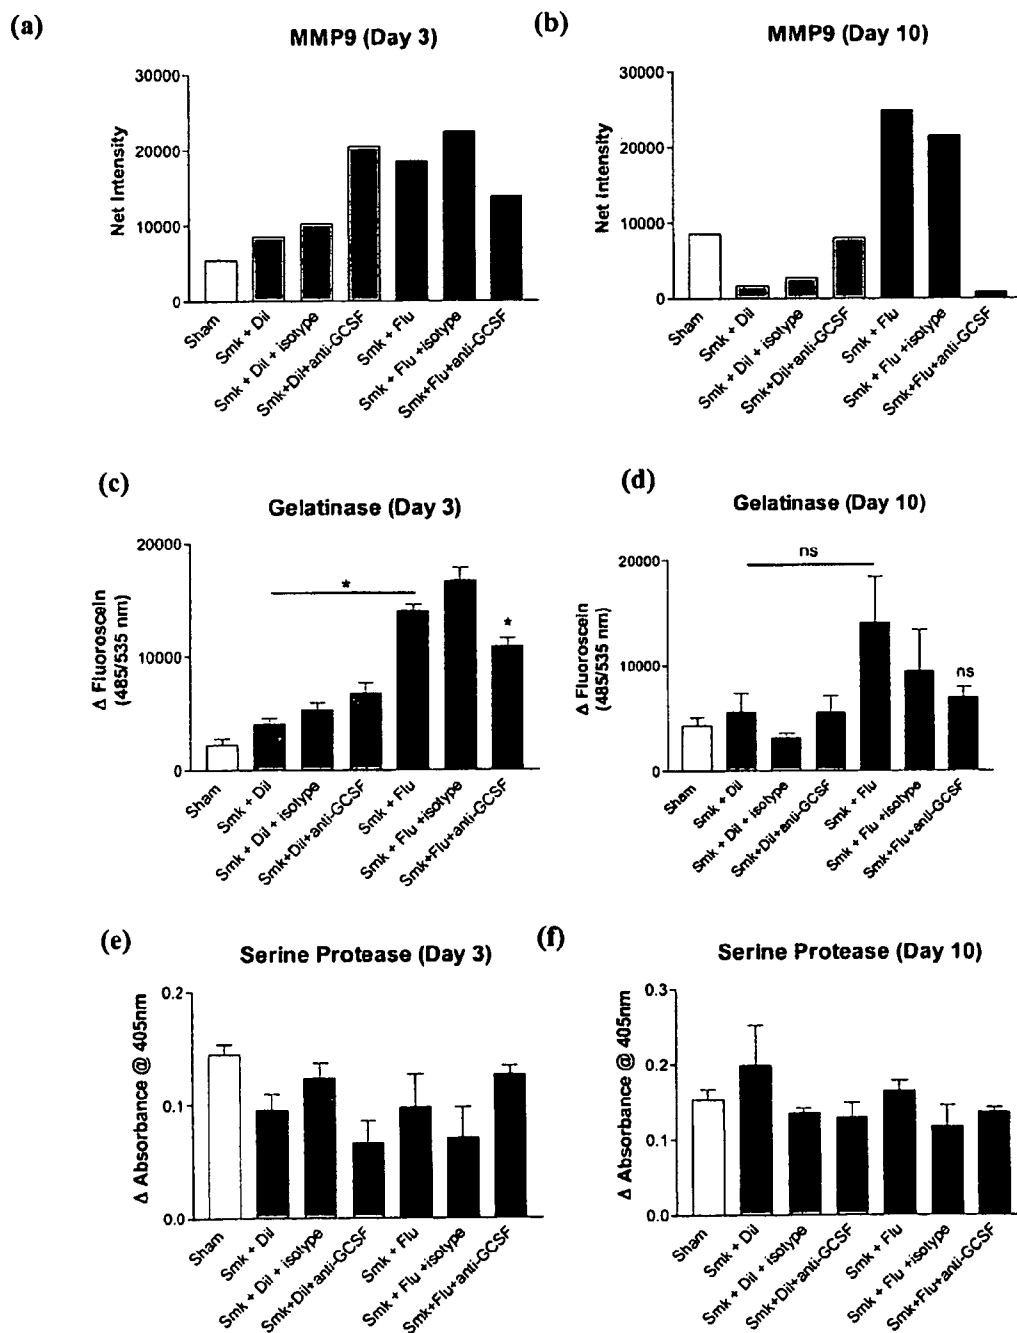 (a)
MMP9 (Day 3)
Net Intensity
30000
20000
10000
0
Sham
Smk + Dil
Smk + Dil + isotype
Smk+Dil+anti-GCSF
Smk + Flu
Smk + Flu +isotype
Smk+Flu+anti-GCSF
(b)
MMP9 (Day 10)
Net Intensity
30000
20000
10000
0
Sham
Smk + Dil
Smk + Dil + isotype
Smk+Dil+anti-GCSF
Smk + Flu
Smk + Flu +isotype
Smk+Flu+anti-GCSF
(c)
Gelatinase (Day 3)
Δ Fluoroscein
(485/535 nm)
20000
10000
0
*
*
Sham
Smk + Dil
Smk + Dil + isotype
Smk+Dil+anti-GCSF
Smk + Flu
Smk + Flu +isotype
Smk+Flu+anti-GCSF
(d)
Gelatinase (Day 10)
Δ Fluoroscein
(485/535 nm)
20000
10000
0
ns
ns
Sham
Smk + Dil
Smk + Dil + isotype
Smk+Dil+anti-GCSF
Smk + Flu
Smk + Flu +isotype
Smk+Flu+anti-GCSF
(e)
Serine Protease (Day 3)
Δ Absorbance @ 405nm
0.2
0.1
0.0
Sham
Smk + Dil
Smk + Dil + isotype
Smk+Dil+anti-GCSF
Smk + Flu
Smk + Flu +isotype
Smk+Flu+anti-GCSF
(f)
Serine Protease (Day 10)
Δ Absorbance @ 405nm
0.3
0.2
0.1
0.0
Sham
Smk + Dil
Smk + Dil + isotype
Smk+Dil+anti-GCSF
Smk + Flu
Smk + Flu +isotype
Smk+Flu+anti-GCSF